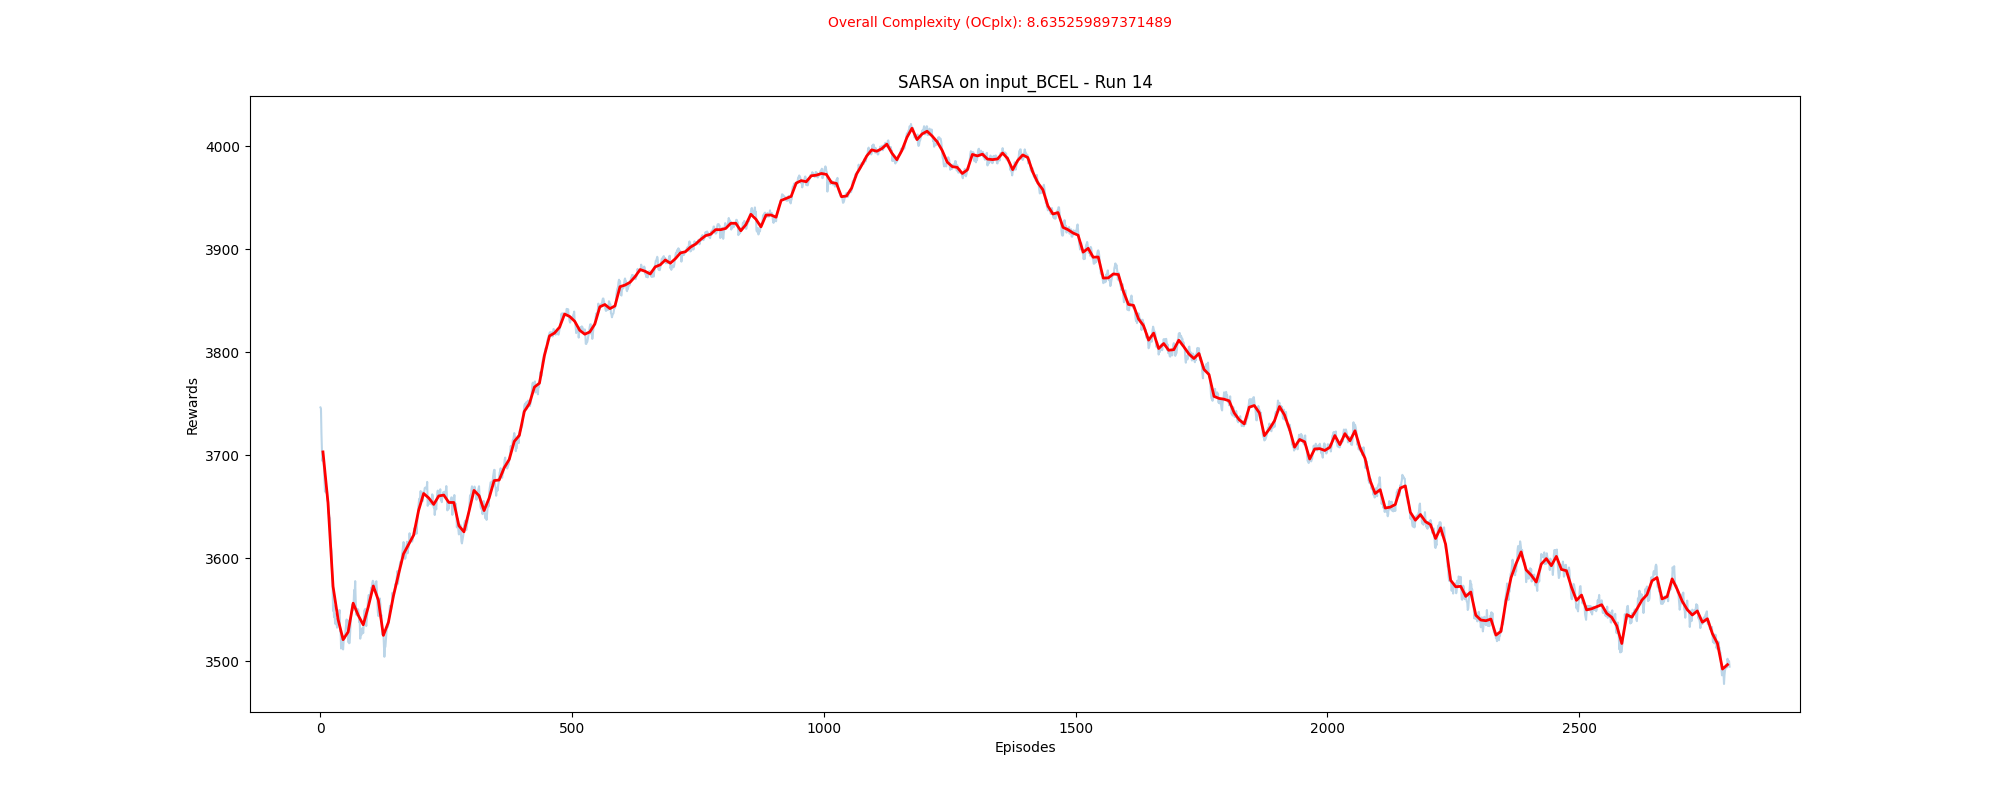 Overall Complexity (OCplx): 8.635259897371489
SARSA on input_BCEL - Run 14
Rewards
4000
3900
3800
3700
3600
3500
0 500 1000 1500 2000 2500
Episodes